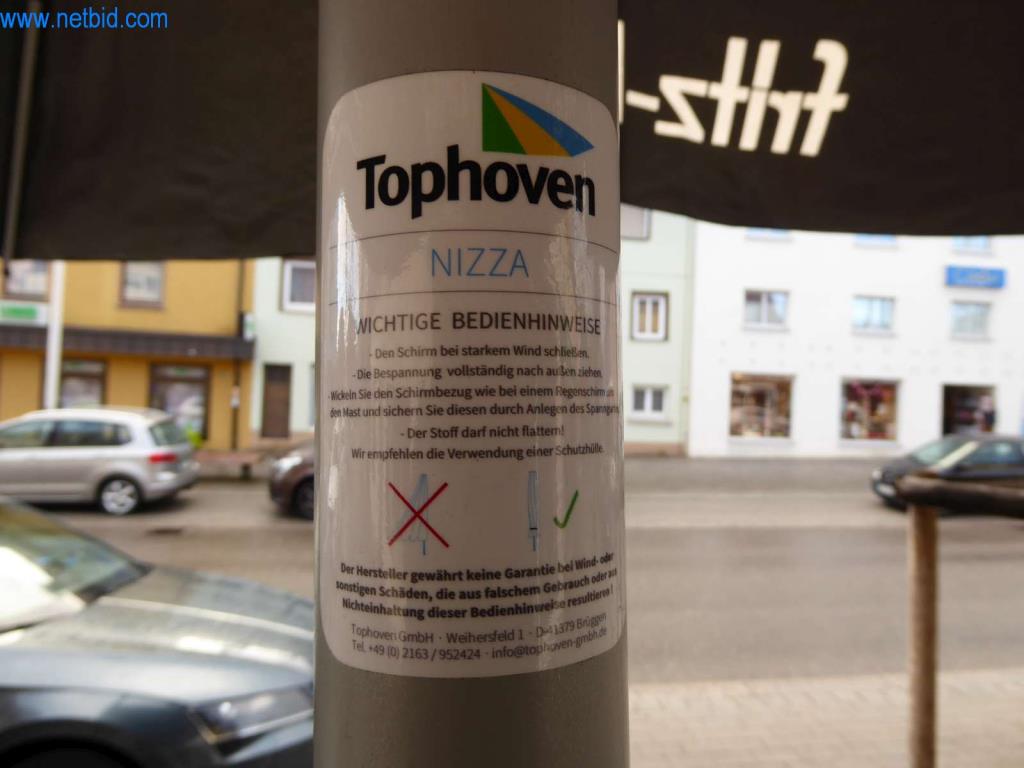 www.netbid.com
fritz-
Tophoven
NIZZA
WICHTIGE BEDIENHINWEISE
- Den Schirm bei starkem Wind schließen.
- Die Bespannung vollständig nach außen ziehen.
- Wickeln Sie den Schirmbezug wie bei einem Regenschirm um
den Mast und sichern Sie diesen durch Anlegen des Spanngurtes
- Der Stoff darf nicht flattern!
Wir empfehlen die Verwendung einer Schutzhülle.
Der Hersteller gewährt keine Garantie bei Wind- oder
sonstigen Schäden, die aus falschem Gebrauch oder aus
Nichteinhaltung dieser Bedienhinweise resultieren !
Tophoven GmbH · Weihersfeld 1 · D-41379 Brüggen
Tel. +49 (0) 2163 / 952424 · info@tophoven-gmbh.de